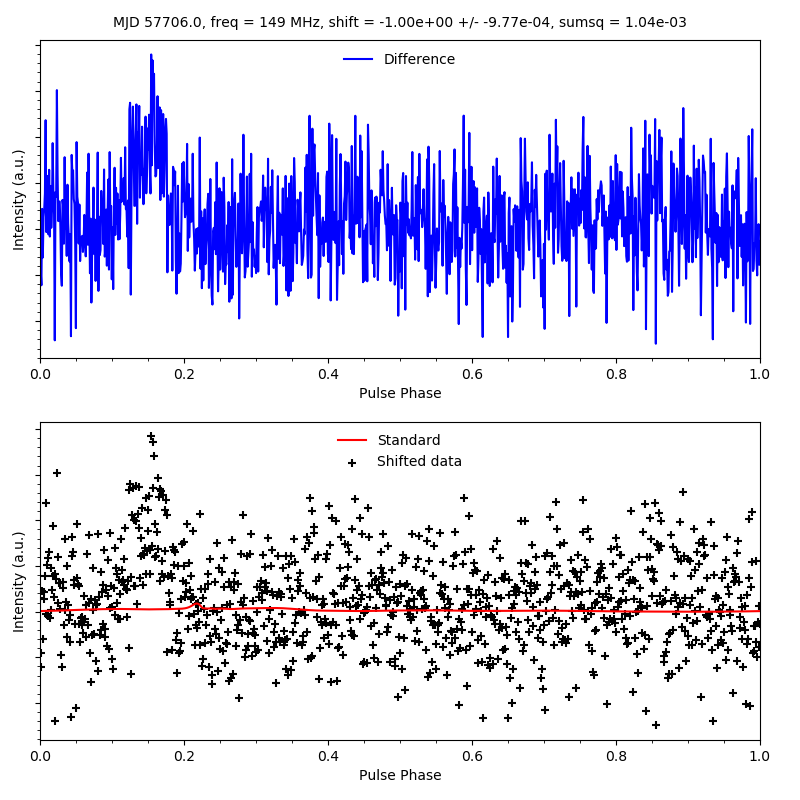 MJD 57706.0, freq = 149 MHz, shift = -1.00e+00 +/- -9.77e-04, sumsq = 1.04e-03
Difference
Intensity (a.u.)
0.0 0.2 0.4 0.6 0.8 1.0
Pulse Phase
Standard
Shifted data
Intensity (a.u.)
0.0 0.2 0.4 0.6 0.8 1.0
Pulse Phase